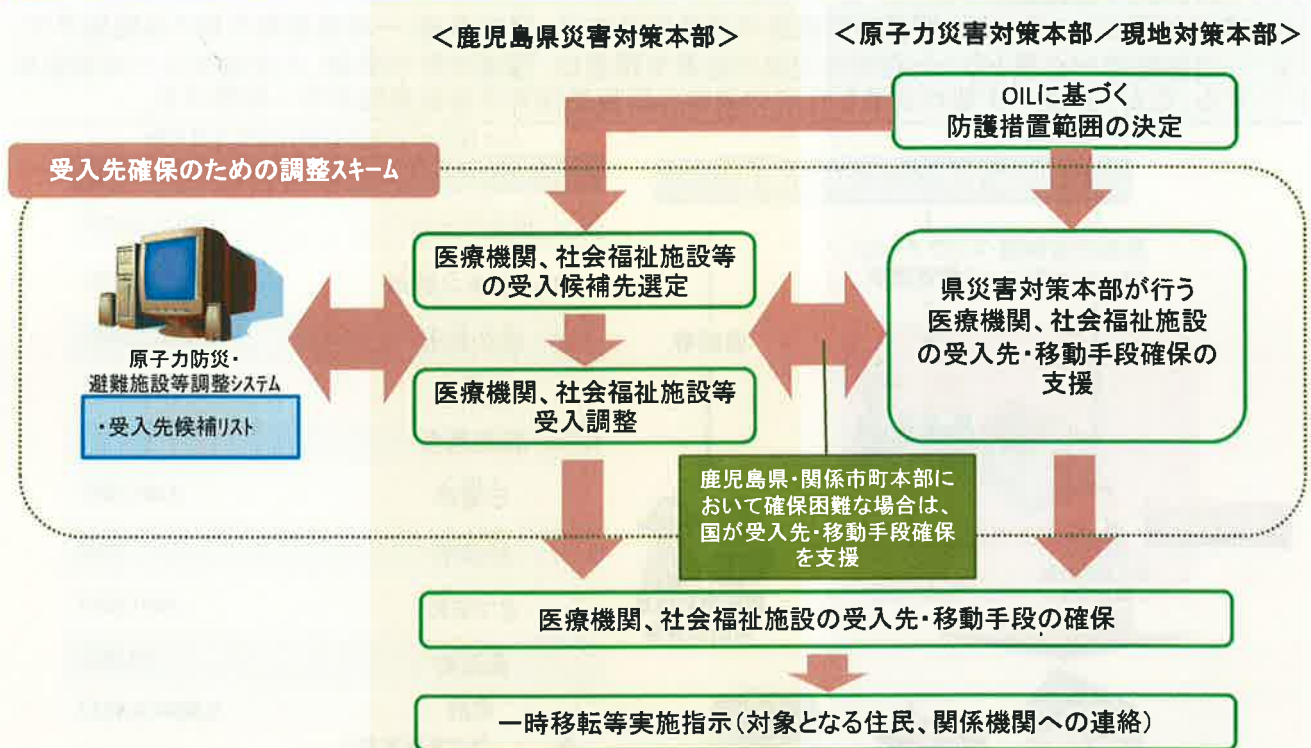 <鹿児島県災害対策本部>
<原子力災害対策本部/現地対策本部>
OILに基づく
防護措置範囲の決定
受入先確保のための調整スキーム
医療機関、社会福祉施設等
の受入候補先選定
県災害対策本部が行う
医療機関、社会福祉施設
の受入先・移動手段確保の
支援
原子力防災・
避難施設等調整システム
・受入先候補リスト
医療機関、社会福祉施設等
受入調整
鹿児島県・関係市町本部に
おいて確保困難な場合は、
国が受入先・移動手段確保
を支援
医療機関、社会福祉施設の受入先・移動手段の確保
一時移転等実施指示(対象となる住民、関係機関への連絡)